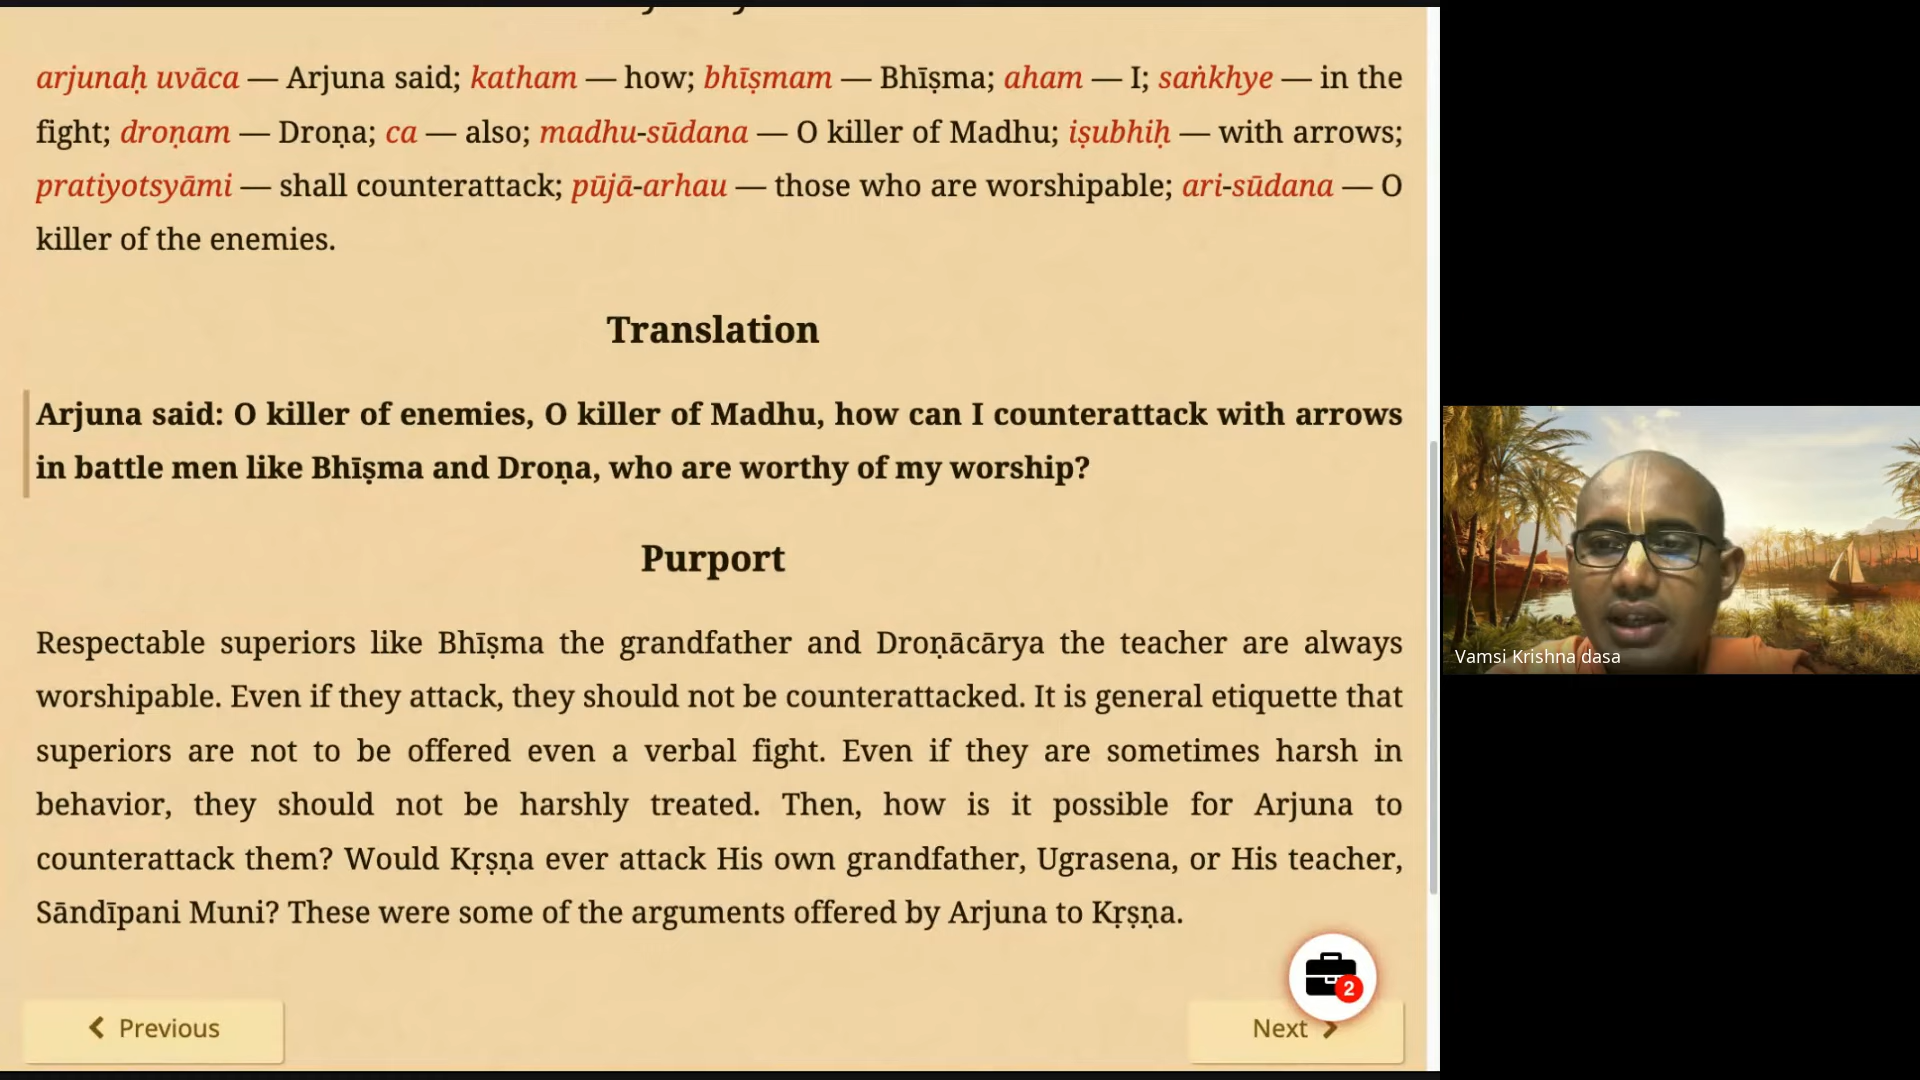 arjunaḥ uvāca — Arjuna said; katham — how; bhīṣmam — Bhīṣma; aham — I; saṅkhye — in the
fight; droṇam — Droṇa; ca — also; madhu-sūdana — O killer of Madhu; iṣubhiḥ — with arrows;
pratiyotsyāmi — shall counterattack; pūjā-arhau — those who are worshipable; ari-sūdana — O
killer of the enemies.
Translation
Arjuna said: O killer of enemies, O killer of Madhu, how can I counterattack with arrows
in battle men like Bhīṣma and Droṇa, who are worthy of my worship?
Purport
Respectable superiors like Bhīṣma the grandfather and Droṇācārya the teacher are always
worshipable. Even if they attack, they should not be counterattacked. It is general etiquette that
superiors are not to be offered even a verbal fight. Even if they are sometimes harsh in
behavior, they should not be harshly treated. Then, how is it possible for Arjuna to
counterattack them? Would Kṛṣṇa ever attack His own grandfather, Ugrasena, or His teacher,
Sāndīpani Muni? These were some of the arguments offered by Arjuna to Kṛṣṇa.
2
Previous
Next
Vamsi Krishna dasa